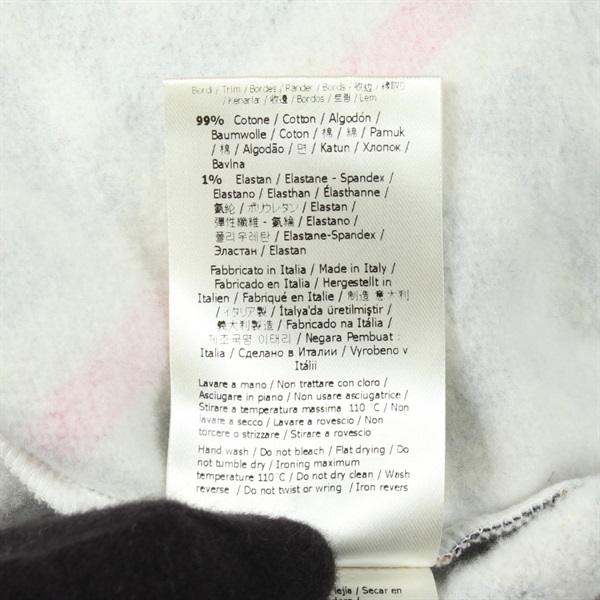 Bordi / Trim / Bordes / Ränder / Bords / 收边 / 縁取り
/ Kenarlar / 收邊 / Bordos / 트림 / Lem
99% Cotone / Cotton / Algodón /
Baumwolle / Coton / 棉 / 綿 / Pamuk
/ 棉 / Algodão / 면 / Katun / Хлопок /
Bavlna
1% Elastan / Elastane - Spandex /
Elastano / Elasthan / Élasthanne /
氨纶 / ポリウレタン / Elastan /
彈性纖維 - 氨綸 / Elastano /
폴리우레탄 / Elastane-Spandex /
Эластан / Elastan
Fabbricato in Italia / Made in Italy /
Fabricado en Italia / Hergestellt in
Italien / Fabriqué en Italie / 制造 意大利
/ イタリア製 / İtalya'da üretilmiştir /
義大利製造 / Fabricado na Itália /
제조국명 이태리 / Negara Pembuat :
Italia / Сделано в Италии / Vyrobeno v
Itálii
Lavare a mano / Non trattare con cloro /
Asciugare in piano / Non usare asciugatrice /
Stirare a temperatura massima 110 °C / Non
lavare a secco / Lavare a rovescio / Non
torcere o strizzare / Stirare a rovescio
Hand wash / Do not bleach / Flat drying / Do
not tumble dry / Ironing maximum
temperature 110 °C / Do not dry clean / Wash
reverse / Do not twist or wring / Iron revers
lejía / Secar en